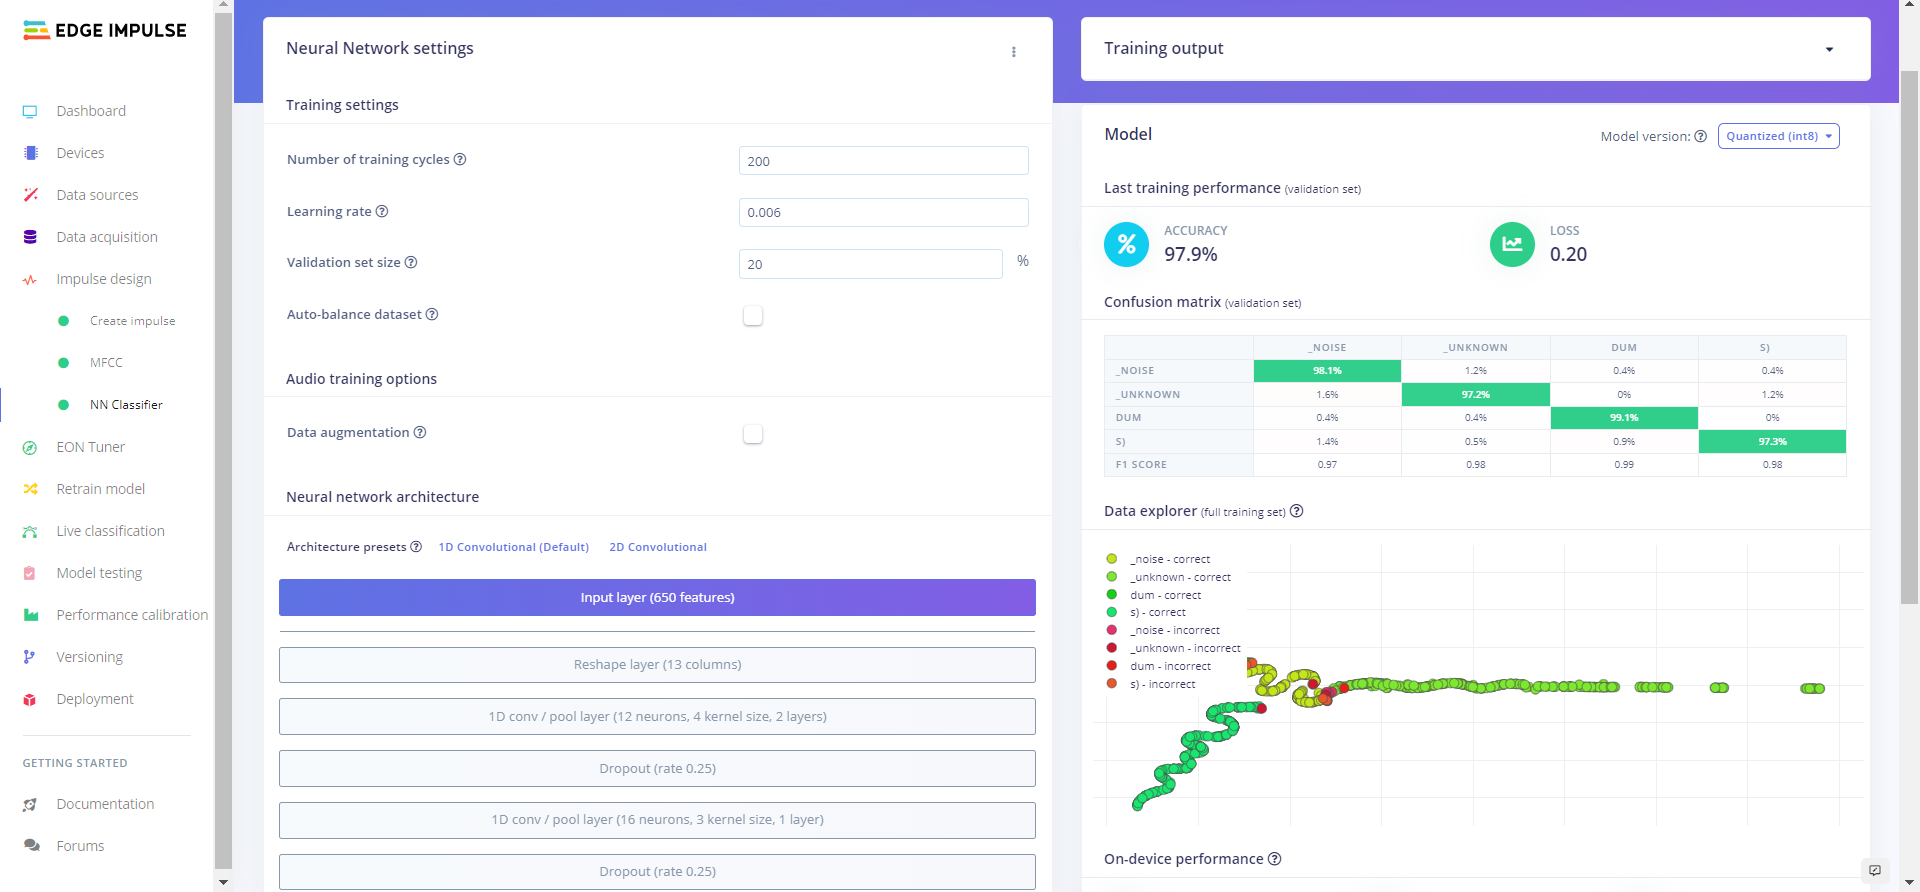 EDGE IMPULSE
Dashboard
Devices
Data sources
Data acquisition
Impulse design
Create impulse
MFCC
NN Classifier
EON Tuner
Retrain model
Live classification
Model testing
Performance calibration
Versioning
Deployment
GETTING STARTED
Documentation
Forums
Neural Network settings
Training settings
Number of training cycles ?
200
Learning rate ?
0.006
Validation set size ?
20 %
Auto-balance dataset ?
Audio training options
Data augmentation ?
Neural network architecture
Architecture presets ? 1D Convolutional (Default) 2D Convolutional
Input layer (650 features)
Reshape layer (13 columns)
1D conv / pool layer (12 neurons, 4 kernel size, 2 layers)
Dropout (rate 0.25)
1D conv / pool layer (16 neurons, 3 kernel size, 1 layer)
Dropout (rate 0.25)
Training output
Model
Model version: ? Quantized (int8)
Last training performance (validation set)
% ACCURACY
97.9%
LOSS
0.20
Confusion matrix (validation set)
_NOISE _UNKNOWN DUM S)
_NOISE 98.1% 1.2% 0.4% 0.4%
_UNKNOWN 1.6% 97.2% 0% 1.2%
DUM 0.4% 0.4% 99.1% 0%
S) 1.4% 0.5% 0.9% 97.3%
F1 SCORE 0.97 0.98 0.99 0.98
Data explorer (full training set) ?
_noise - correct
_unknown - correct
dum - correct
s) - correct
_noise - incorrect
_unknown - incorrect
dum - incorrect
s) - incorrect
On-device performance ?